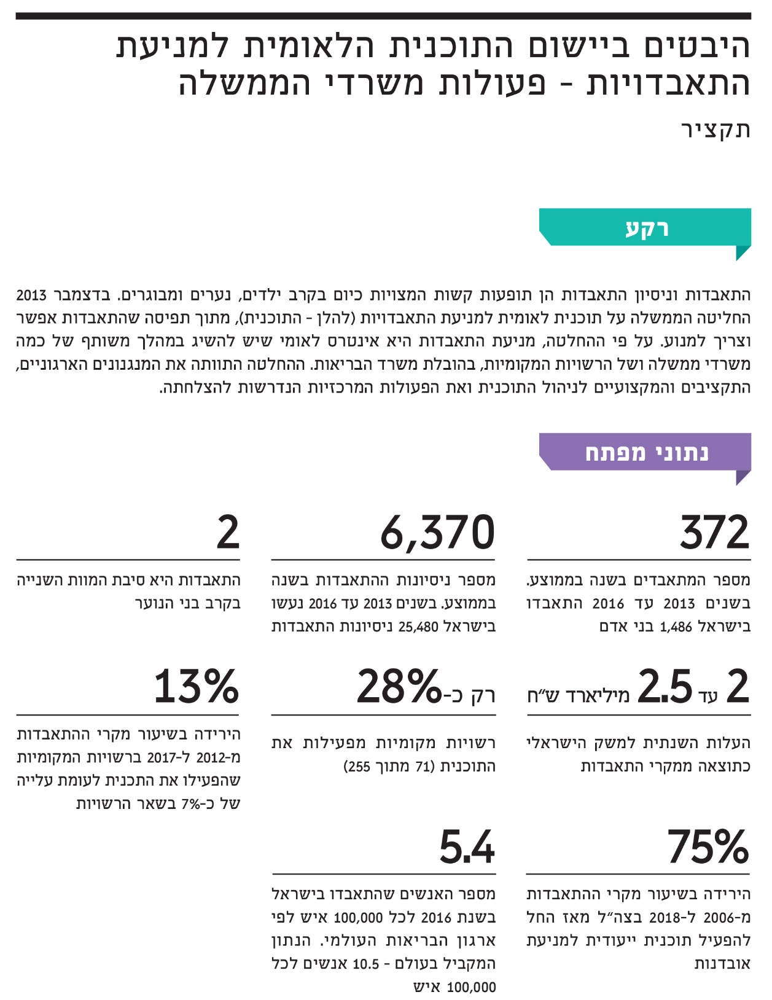 היבטים ביישום התוכנית הלאומית למניעת
התאבדויות - פעולות משרדי הממשלה
תקציר
רקע
התאבדות וניסיון התאבדות הן תופעות קשות המצויות כיום בקרב ילדים, נערים ומבוגרים. בדצמבר 2013
החליטה הממשלה על תוכנית לאומית למניעת התאבדויות (להלן - התוכנית), מתוך תפיסה שהתאבדות אפשר
וצריך למנוע. על פי ההחלטה, מניעת התאבדות היא אינטרס לאומי שיש להשיג במהלך משותף של כמה
משרדי ממשלה ושל הרשויות המקומיות, בהובלת משרד הבריאות. ההחלטה התוותה את המנגנונים הארגוניים,
התקציבים והמקצועיים לניהול התוכנית ואת הפעולות המרכזיות הנדרשות להצלחתה.
נתוני מפתח
372
מספר המתאבדים בשנה בממוצע.
בשנים 2013 עד 2016 התאבדו
בישראל 1,486 בני אדם
6,370
מספר ניסיונות ההתאבדות בשנה
בממוצע. בשנים 2013 עד 2016 נעשו
בישראל 25,480 ניסיונות התאבדות
2
התאבדות היא סיבת המוות השנייה
בקרב בני הנוער
2 עד 2.5 מיליארד ש״ח
העלות השנתית למשק הישראלי
כתוצאה ממקרי התאבדות
רק כ-28%
רשויות מקומיות מפעילות את
התוכנית (71 מתוך 255)
13%
הירידה בשיעור מקרי ההתאבדות
מ-2012 ל-2017 ברשויות המקומיות
שהפעילו את התכנית לעומת עלייה
של כ-7% בשאר הרשויות
75%
הירידה בשיעור מקרי ההתאבדות
מ-2006 ל-2018 בצה״ל מאז החל
להפעיל תוכנית ייעודית למניעת
אובדנות
5.4
מספר האנשים שהתאבדו בישראל
בשנת 2016 לכל 100,000 איש לפי
ארגון הבריאות העולמי. הנתון
המקביל בעולם - 10.5 אנשים לכל
100,000 איש